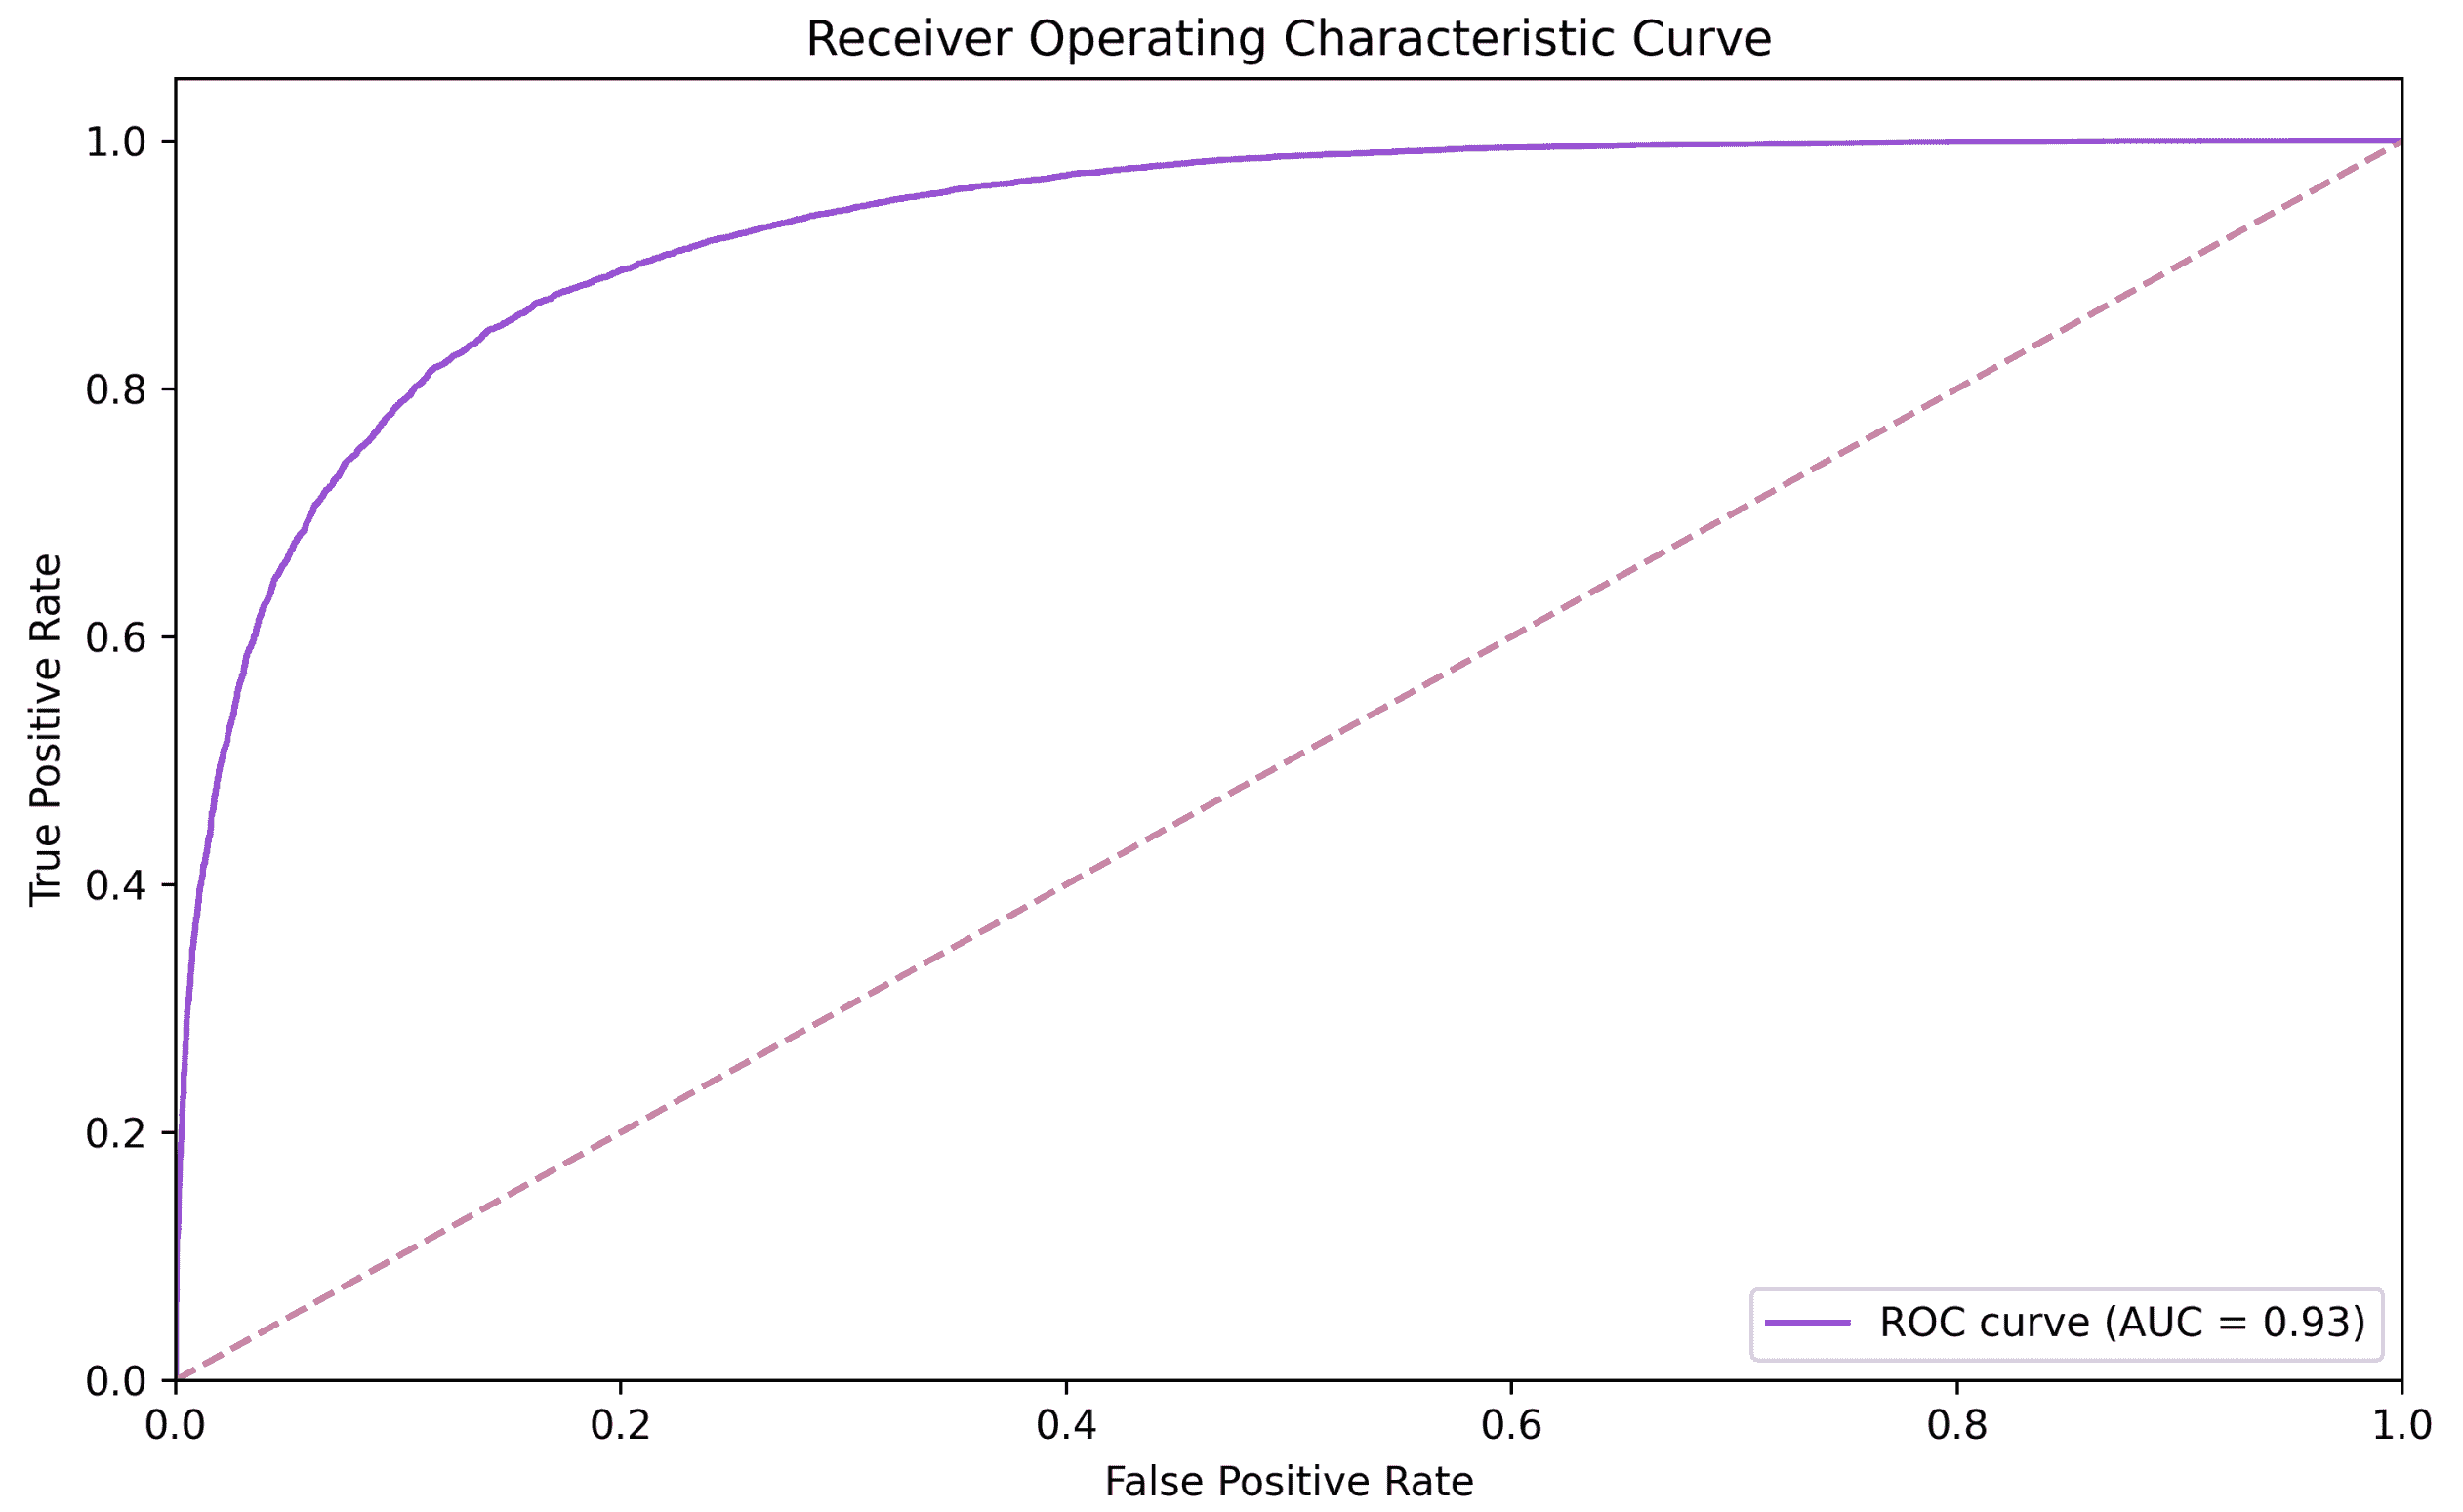 Receiver Operating Characteristic Curve
1.0
0.8
0.6
0.4
0.2
0.0
True Positive Rate
ROC curve (AUC = 0.93)
0.0 0.2 0.4 0.6 0.8 1.0
False Positive Rate